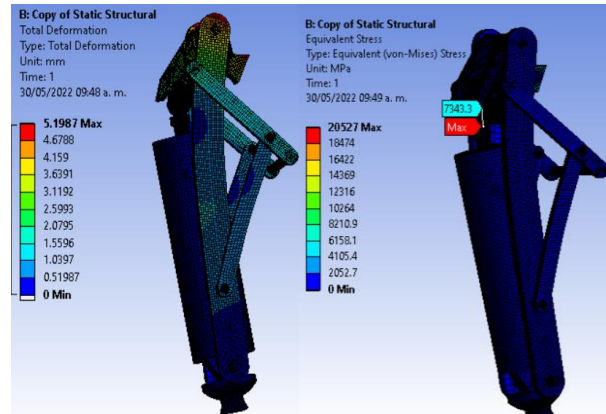 B: Copy of Static Structural
Total Deformation
Type: Total Deformation
Unit: mm
Time: 1
30/05/2022 09:48 a. m.
5.1987 Max
4.6788
4.159
3.6391
3.1192
2.5993
2.0795
1.5596
1.0397
0.51987
0 Min
B: Copy of Static Structural
Equivalent Stress
Type: Equivalent (von-Mises) Stress
Unit: MPa
Time: 1
30/05/2022 09:49 a. m.
7343.3
Max
20527 Max
18474
16422
14369
12316
10264
8210.9
6158.1
4105.4
2052.7
0 Min